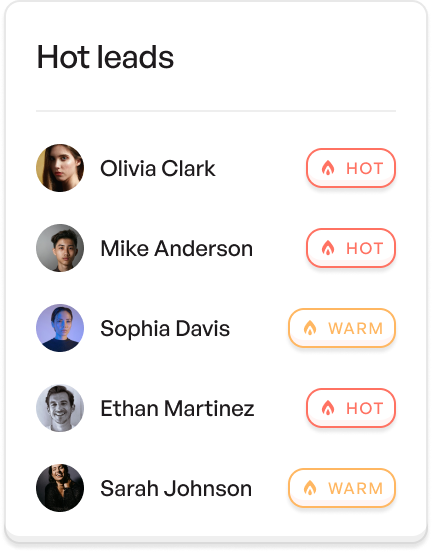 Hot leads
Olivia Clark HOT
Mike Anderson HOT
Sophia Davis WARM
Ethan Martinez HOT
Sarah Johnson WARM